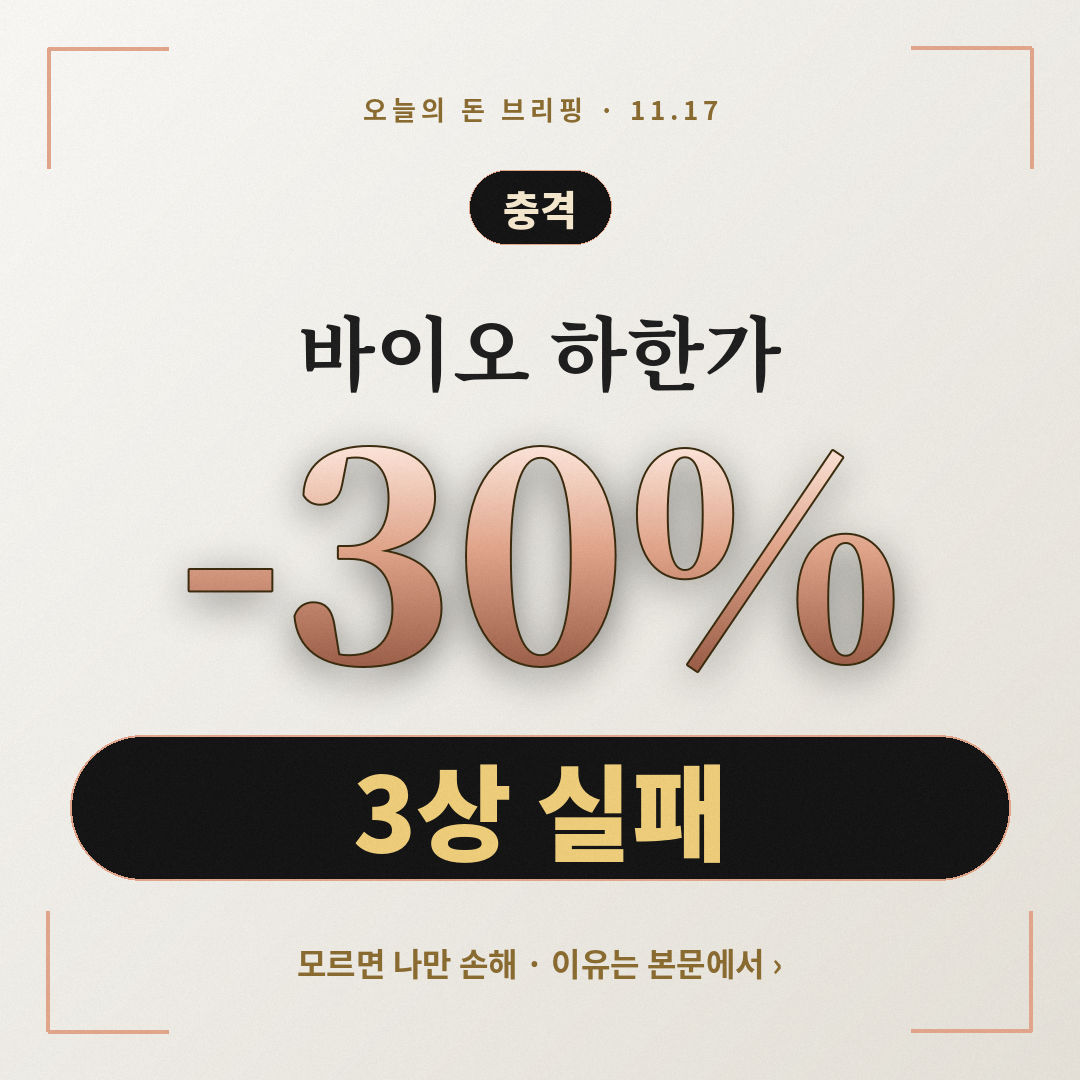 오늘의 돈 브리핑 · 11.17
충격
바이오 하한가
-30%
3상 실패
모르면 나만 손해 · 이유는 본문에서 ›